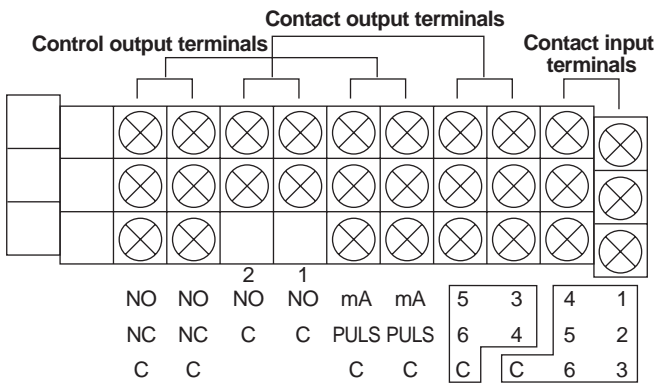 Contact output terminals
Control output terminals
Contact input
terminals
2 1
NO NO NO NO mA mA 5 3 4 1
NC NC C C PULS PULS 6 4 5 2
C C C C C C 6 3